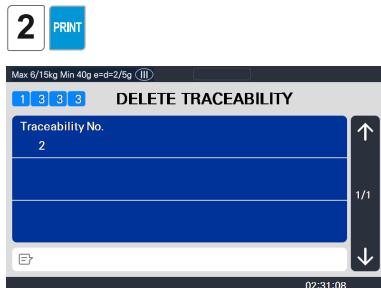 2 PRINT
Max 6/15kg Min 40g e=d=2/5g III
1 3 3 3 DELETE TRACEABILITY
Traceability No.
2
1/1
02:31:08